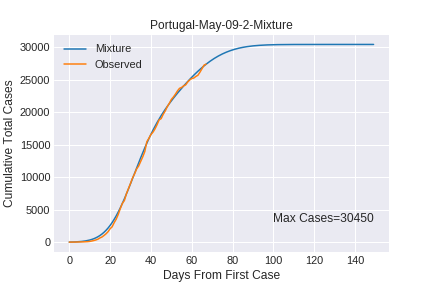 Portugal-May-09-2-Mixture
Cumulative Total Cases
30000
25000
20000
15000
10000
5000
0
Mixture
Observed
Max Cases=30450
0 20 40 60 80 100 120 140
Days From First Case